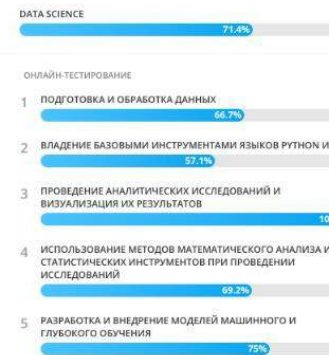 DATA SCIENCE
71.4%
ОНЛАЙН-ТЕСТИРОВАНИЕ
1 ПОДГОТОВКА И ОБРАБОТКА ДАННЫХ
66.7%
2 ВЛАДЕНИЕ БАЗОВЫМИ ИНСТРУМЕНТАМИ ЯЗЫКОВ PYTHON И
57.1%
3 ПРОВЕДЕНИЕ АНАЛИТИЧЕСКИХ ИССЛЕДОВАНИЙ И
ВИЗУАЛИЗАЦИЯ ИХ РЕЗУЛЬТАТОВ
10
4 ИСПОЛЬЗОВАНИЕ МЕТОДОВ МАТЕМАТИЧЕСКОГО АНАЛИЗА И
СТАТИСТИЧЕСКИХ ИНСТРУМЕНТОВ ПРИ ПРОВЕДЕНИИ
ИССЛЕДОВАНИЙ
69.2%
5 РАЗРАБОТКА И ВНЕДРЕНИЕ МОДЕЛЕЙ МАШИННОГО И
ГЛУБОКОГО ОБУЧЕНИЯ
75%